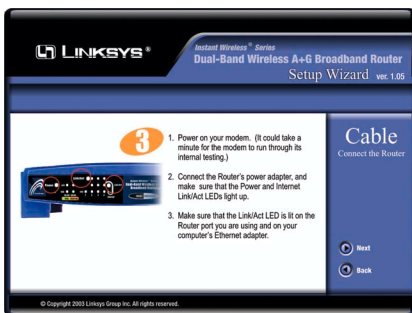 LINKSYS®
Instant Wireless® Series
Dual-Band Wireless A+G Broadband Router
Setup Wizard ver. 1.05
3
1. Power on your modem. (It could take a
minute for the modem to run through its
internal testing.)
2. Connect the Router's power adapter, and
make sure that the Power and Internet
Link/Act LEDs light up.
3. Make sure that the Link/Act LED is lit on the
Router port you are using and on your
computer's Ethernet adapter.
Cable
Connect the Router
Next
Back
© Copyright 2003 Linksys Group Inc. All rights reserved.